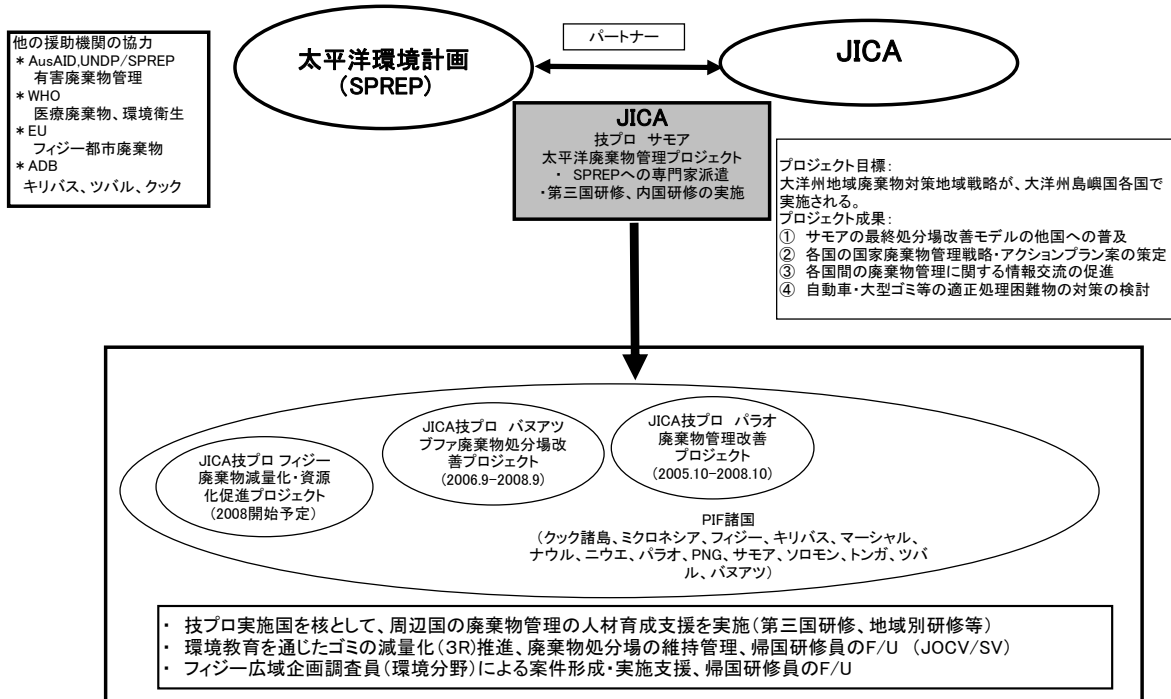 他の援助機関の協力
* AusAID,UNDP/SPREP
有害廃棄物管理
* WHO
医療廃棄物、環境衛生
* EU
フィジー都市廃棄物
* ADB
キリバス、ツバル、クック
太平洋環境計画
(SPREP)
パートナー
JICA
JICA
技プロ サモア
太平洋廃棄物管理プロジェクト
・ SPREPへの専門家派遣
・第三国研修、内国研修の実施
プロジェクト目標:
大洋州地域廃棄物対策地域戦略が、大洋州島嶼国各国で
実施される。
プロジェクト成果:
① サモアの最終処分場改善モデルの他国への普及
② 各国の国家廃棄物管理戦略・アクションプラン案の策定
③ 各国間の廃棄物管理に関する情報交流の促進
④ 自動車・大型ゴミ等の適正処理困難物の対策の検討
JICA技プロ フィジー
廃棄物減量化・資源
化促進プロジェクト
(2008開始予定)
JICA技プロ バヌアツ
ブファ廃棄物処分場改
善プロジェクト
(2006.9-2008.9)
JICA技プロ パラオ
廃棄物管理改善
プロジェクト
(2005.10-2008.10)
PIF諸国
(クック諸島、ミクロネシア、フィジー、キリバス、マーシャル、
ナウル、ニウエ、パラオ、PNG、サモア、ソロモン、トンガ、ツバ
ル、バヌアツ)
・ 技プロ実施国を核として、周辺国の廃棄物管理の人材育成支援を実施(第三国研修、地域別研修等)
・ 環境教育を通じたゴミの減量化(3R)推進、廃棄物処分場の維持管理、帰国研修員のF/U (JOCV/SV)
・ フィジー広域企画調査員(環境分野)による案件形成・実施支援、帰国研修員のF/U